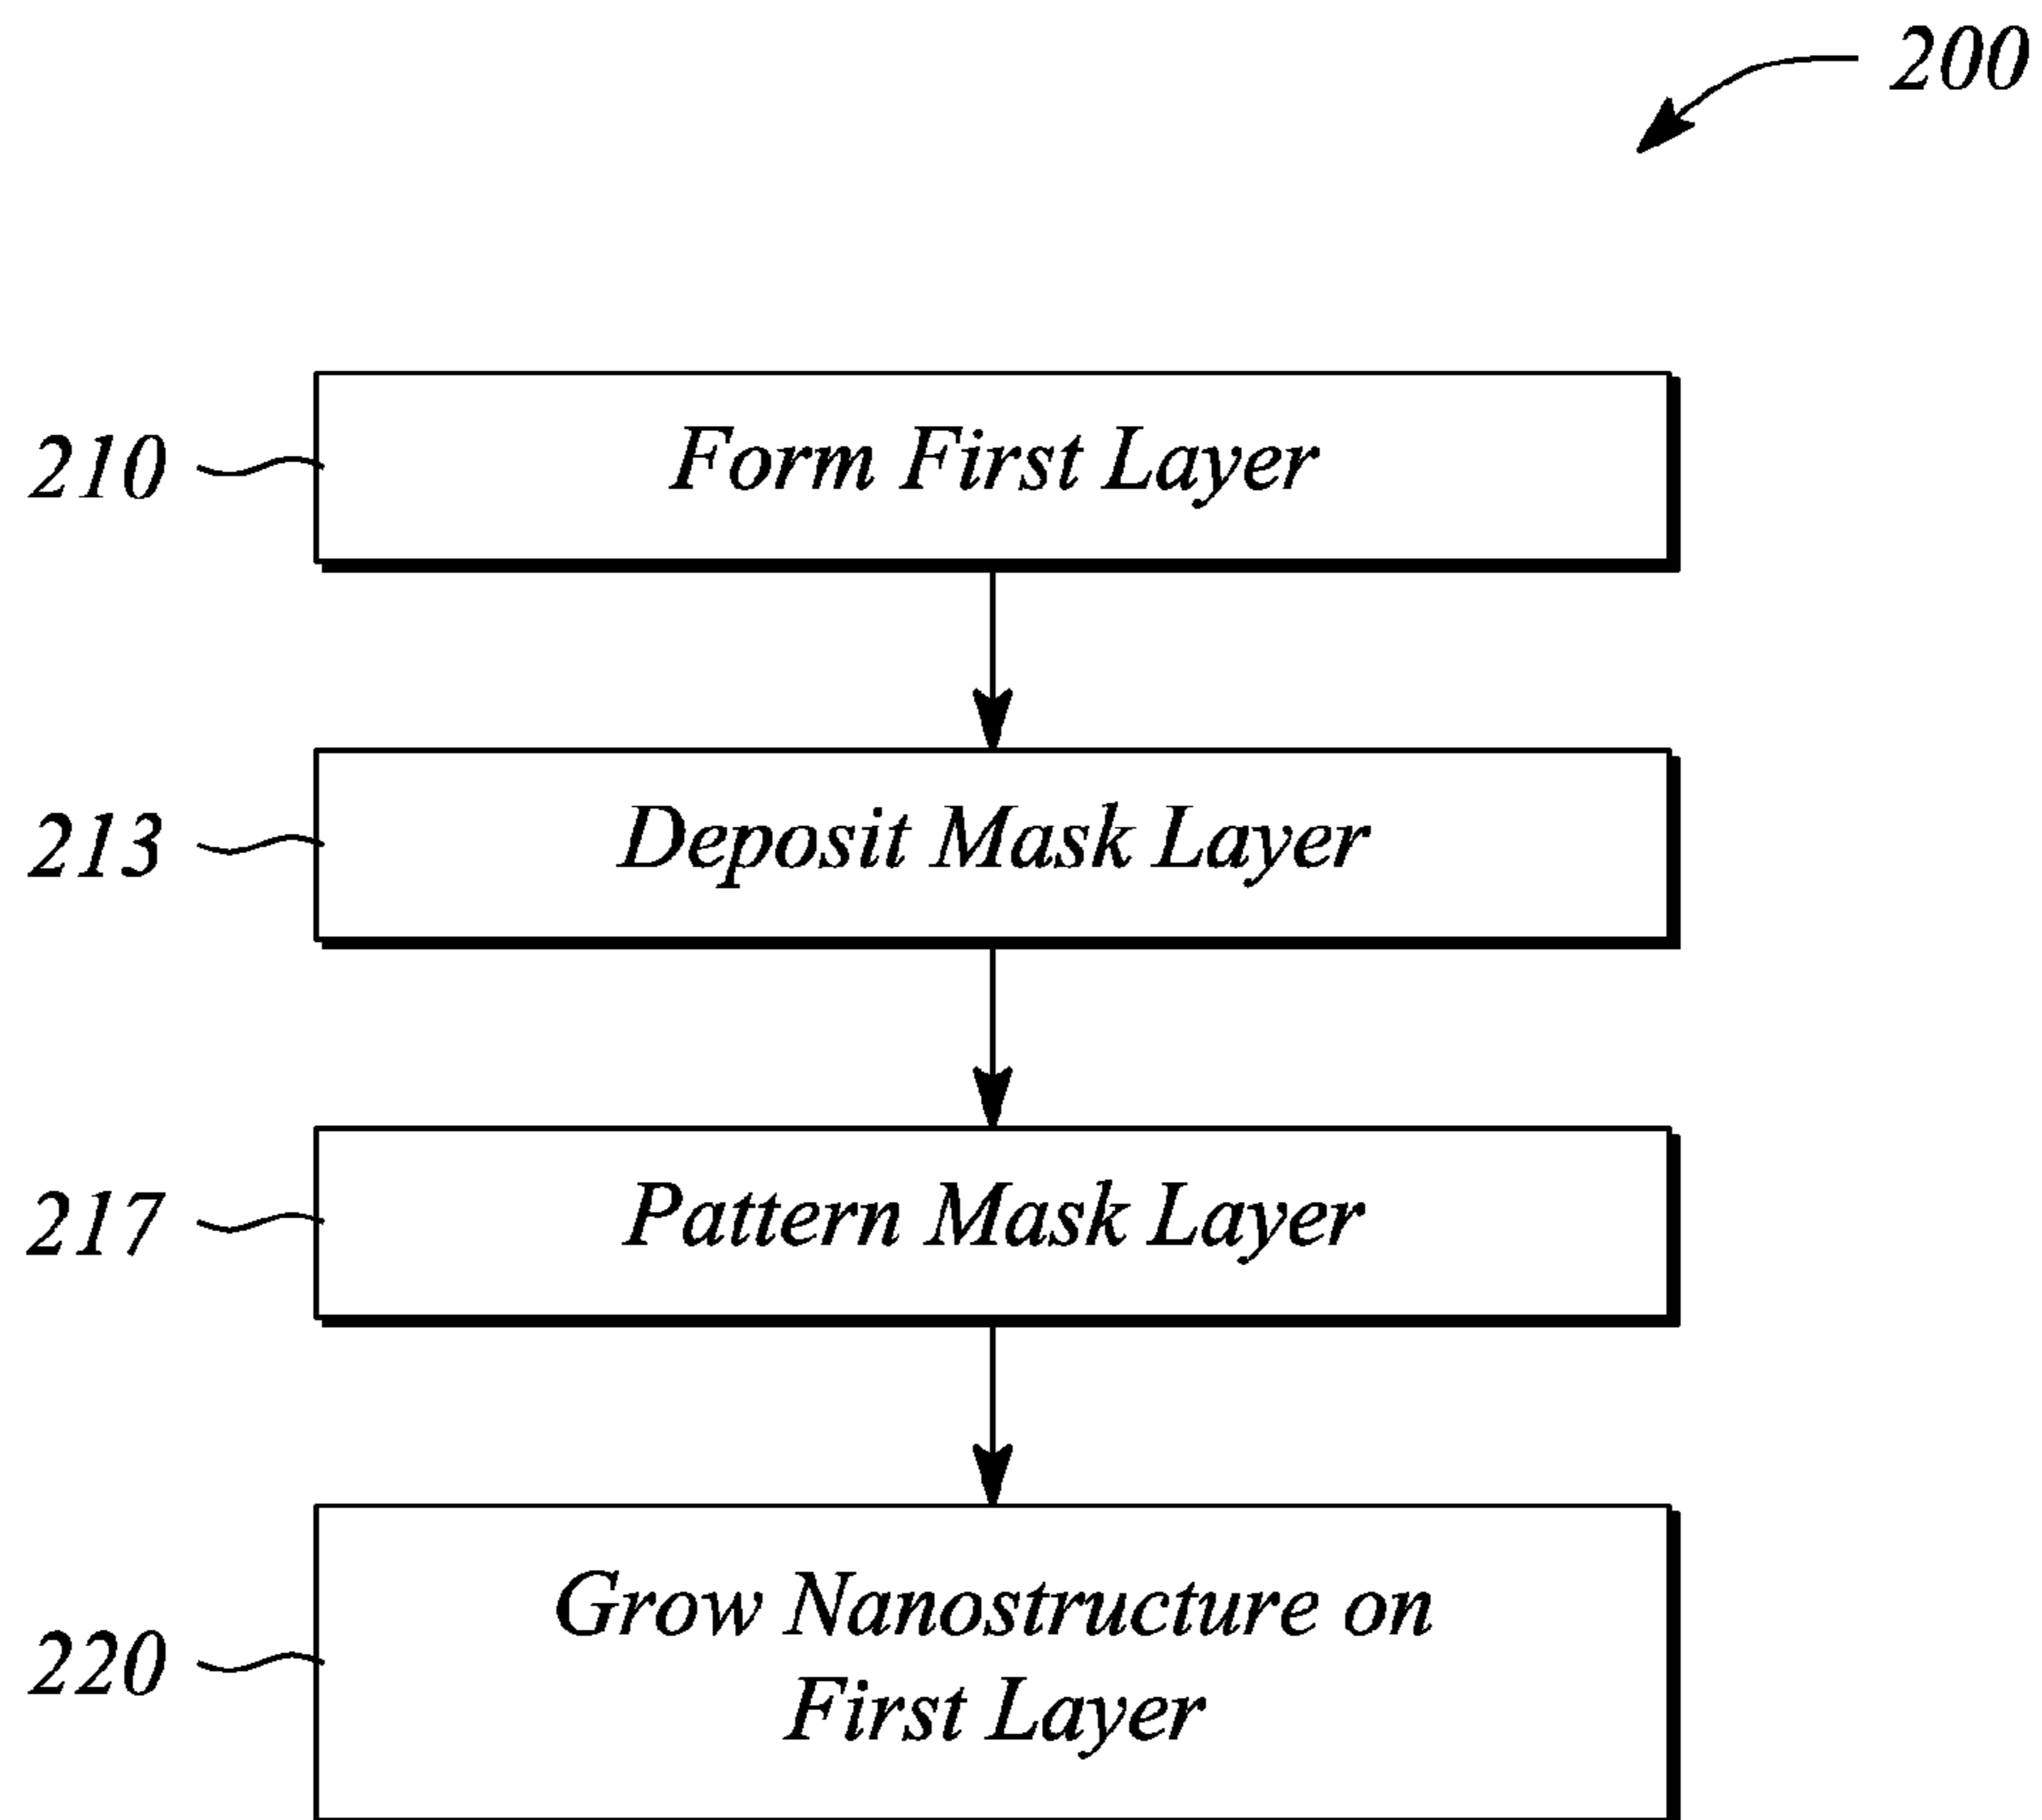 200
210
Form First Layer
213
Deposit Mask Layer
217
Pattern Mask Layer
220
Grow Nanostructure on
First Layer